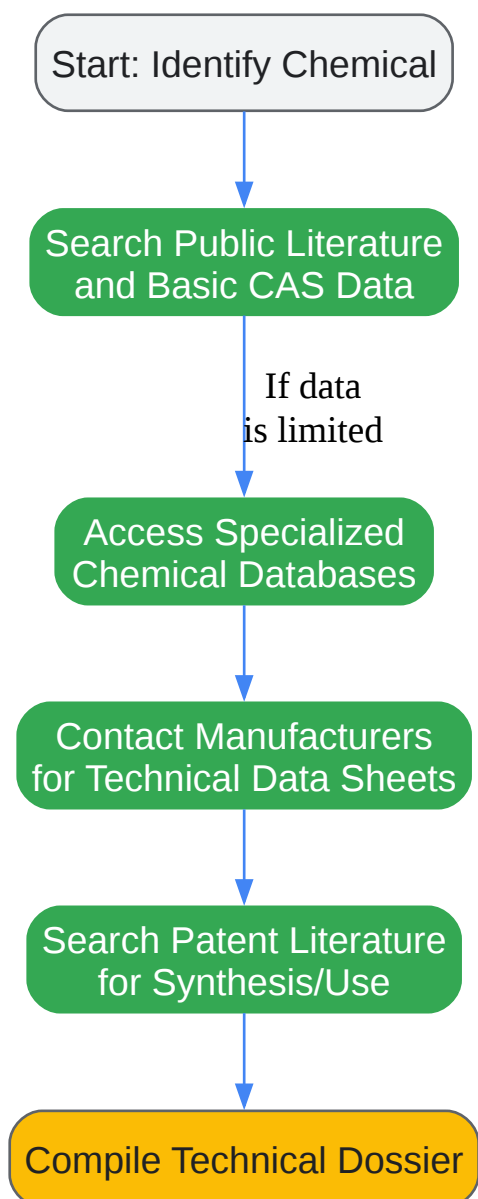 Start: Identify Chemical
Search Public Literature
and Basic CAS Data
If data
is limited
Access Specialized
Chemical Databases
Contact Manufacturers
for Technical Data Sheets
Search Patent Literature
for Synthesis/Use
Compile Technical Dossier